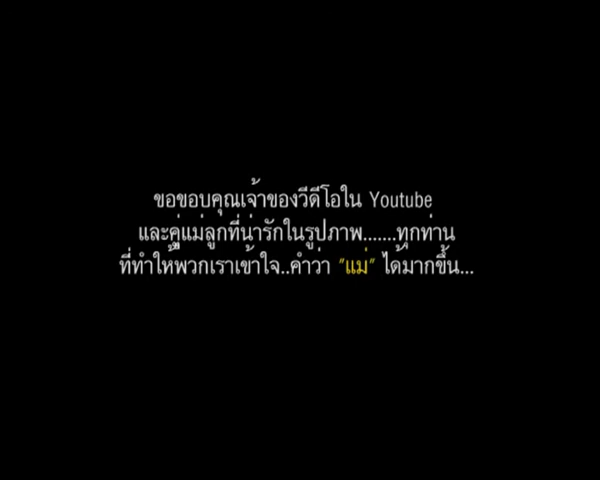 ขอขอบคุณเจ้าของวีดีโอใน Youtube
และคู่แม่ลูกที่น่ารักในรูปภาพ.......ทุกท่าน
ที่ทำให้พวกเราเข้าใจ..คำว่า "แม่" ได้มากขึ้น...